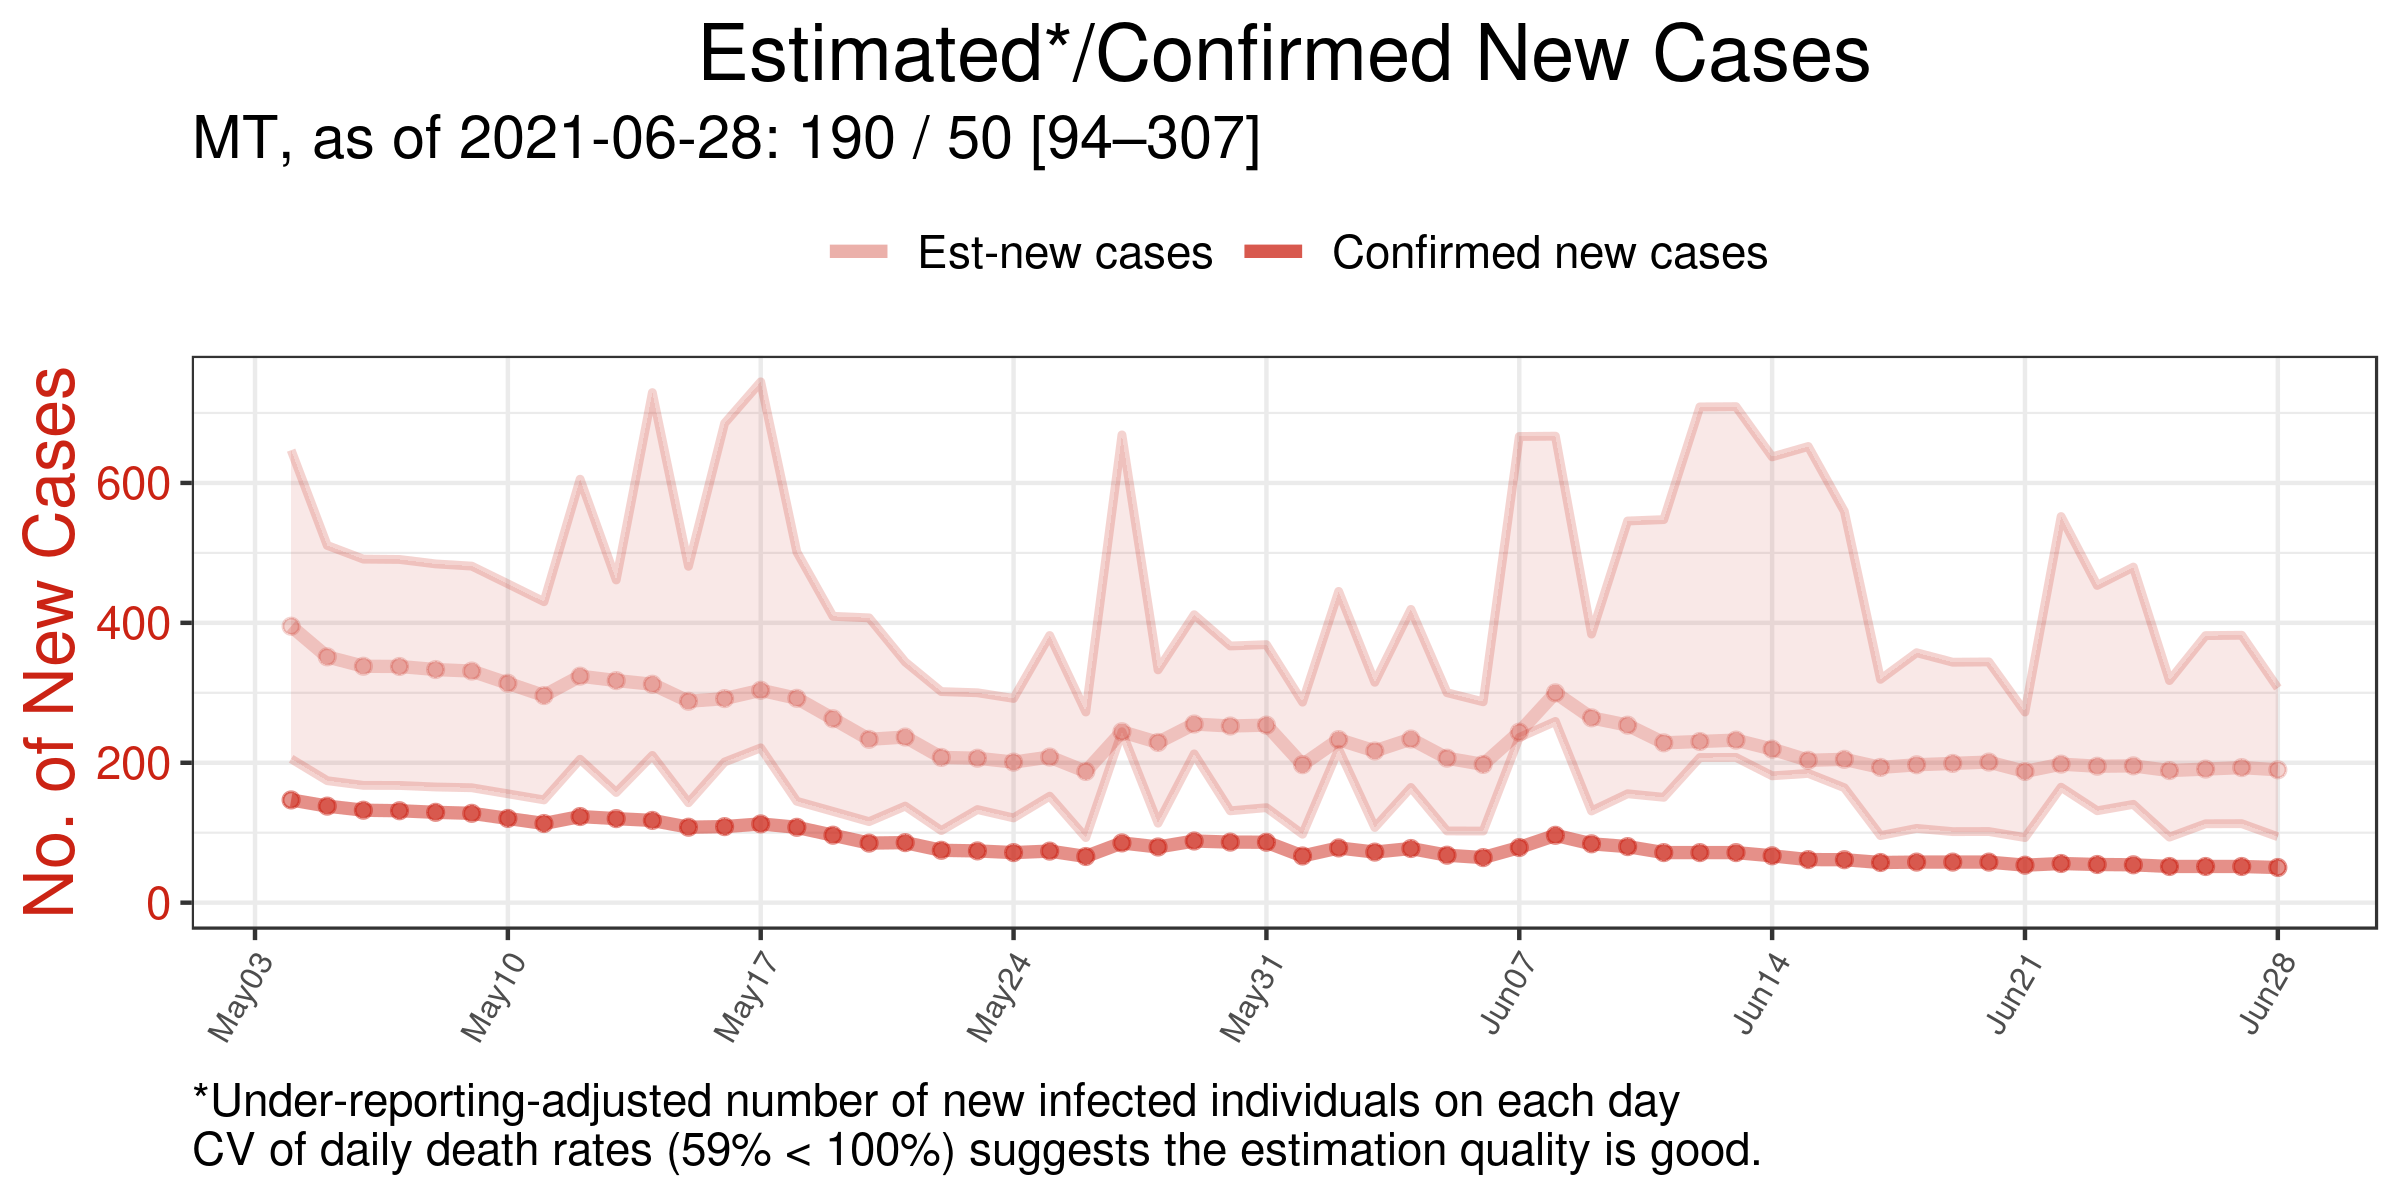 Estimated*/Confirmed New Cases
MT, as of 2021-06-28: 190 / 50 [94–307]
Est-new cases
Confirmed new cases
No. of New Cases
600
400
200
0
May03
May10
May17
May24
May31
Jun07
Jun14
Jun21
Jun28
*Under-reporting-adjusted number of new infected individuals on each day
CV of daily death rates (59% < 100%) suggests the estimation quality is good.